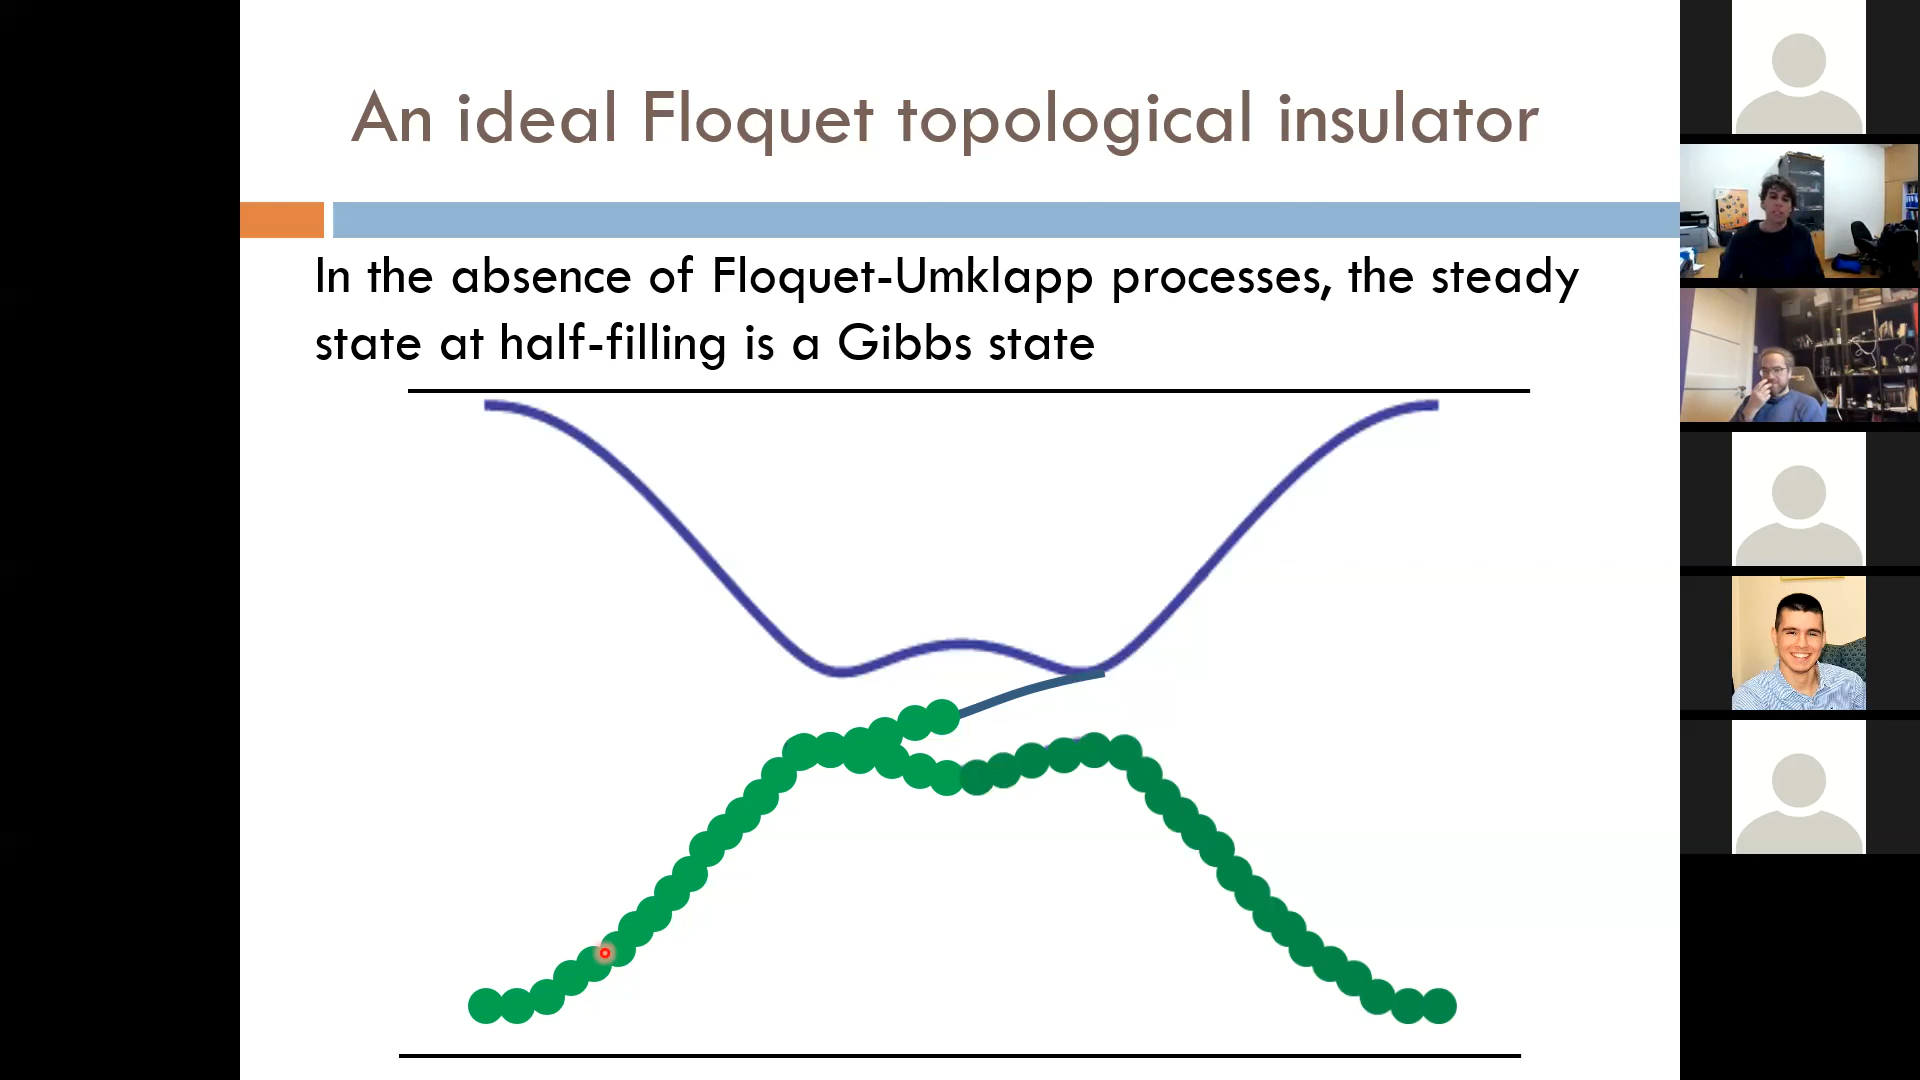 An ideal Floquet topological insulator
In the absence of Floquet-Umklapp processes, the steady
state at half-filling is a Gibbs state